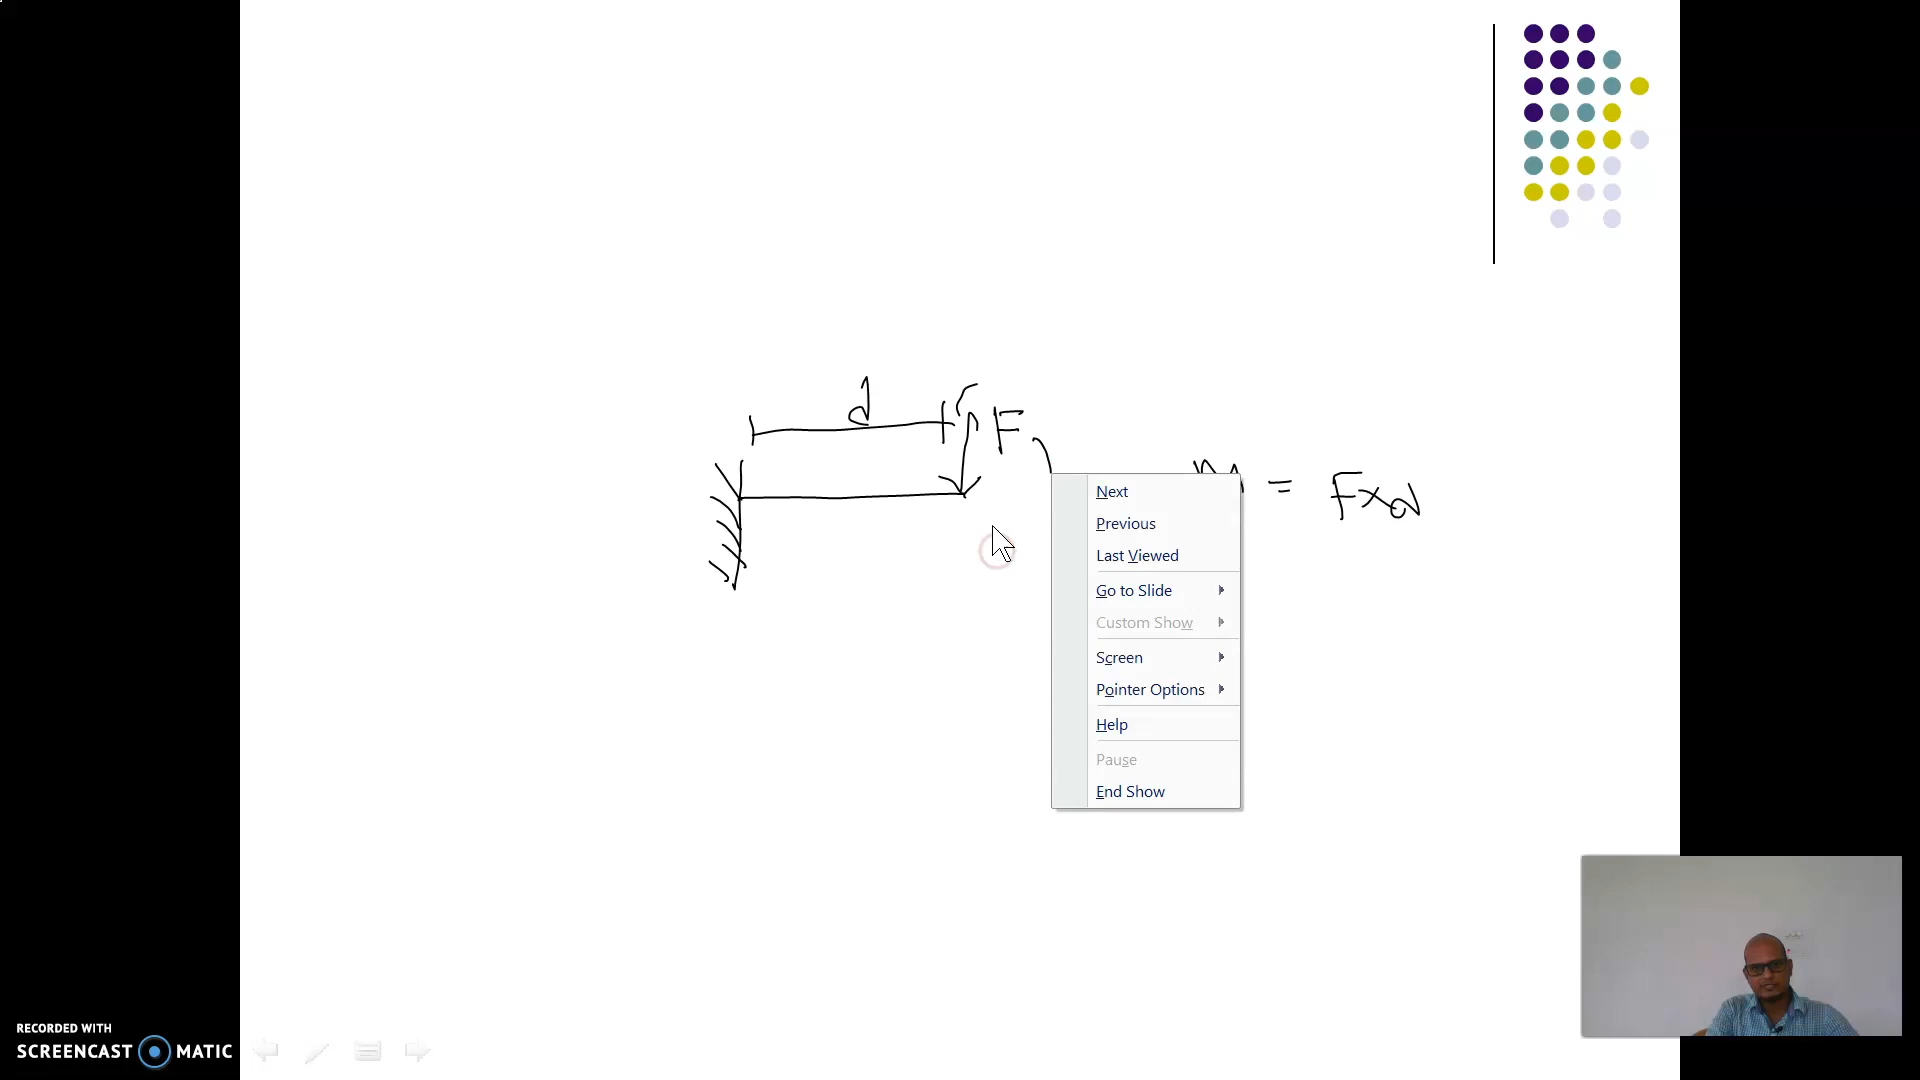 d
F
M = F x d
Next
Previous
Last Viewed
Go to Slide
Custom Show
Screen
Pointer Options
Help
Pause
End Show
RECORDED WITH
SCREENCAST MATIC